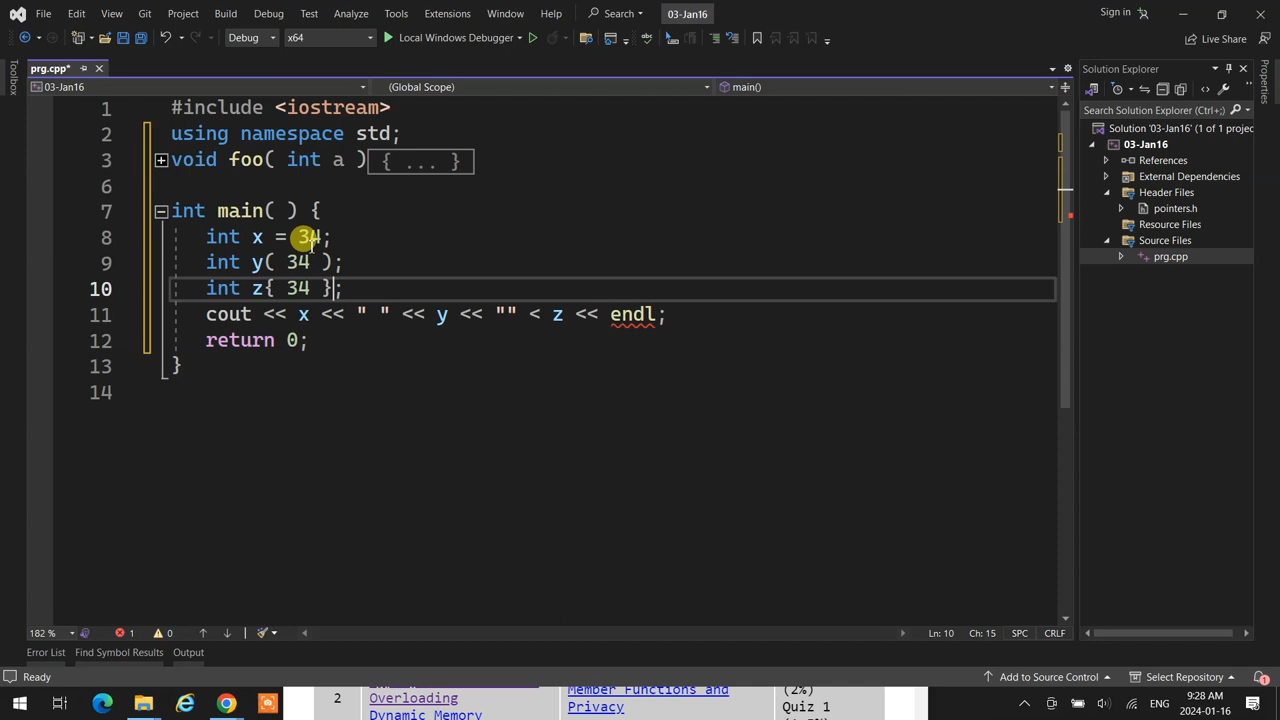 File Edit View Git Project Build Debug Test Analyze Tools Extensions Window Help Search 03-Jan16 Sign in
Debug x64 Local Windows Debugger Live Share
Toolbox
prg.cpp*
03-Jan16 (Global Scope) main()
1 #include <iostream>
2 using namespace std;
3 void foo( int a ){ ... }
6
7 int main( ) {
8 int x = 34;
9 int y( 34 );
10 int z{ 34 };
11 cout << x << " " << y << "" < z << endl;
12 return 0;
13 }
14
182 % 1 0 Ln: 10 Ch: 15 SPC CRLF
Error List Find Symbol Results Output
Ready Add to Source Control Select Repository 1
Solution Explorer
Search Solution Explorer (Ctrl+;)
Solution '03-Jan16' (1 of 1 projec
03-Jan16
References
External Dependencies
Header Files
pointers.h
Resource Files
Source Files
prg.cpp
Properties
2 Overloading
Dynamic Memory
Member Functions and
Privacy
(2%)
Quiz 1
ENG 9:28 AM
2024-01-16